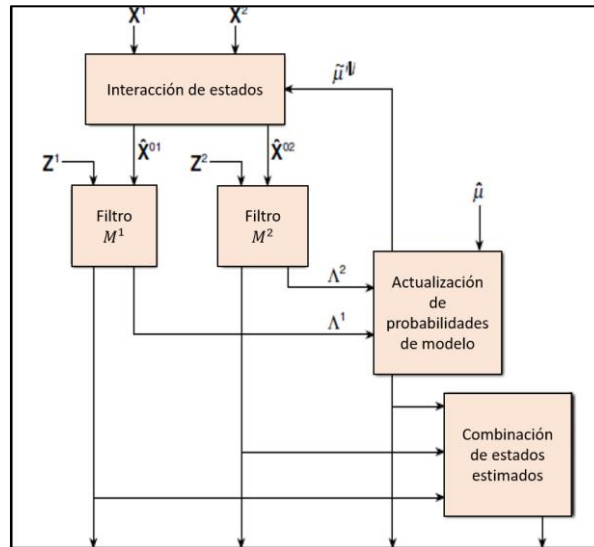 X¹ X²
Interacción de estados
μ̃ⁱ|ʲ
X̂⁰¹ X̂⁰²
Z¹ Z²
Filtro
M¹
Filtro
M²
μ̂
Λ²
Λ¹
Actualización
de
probabilidades
de modelo
Combinación
de estados
estimados